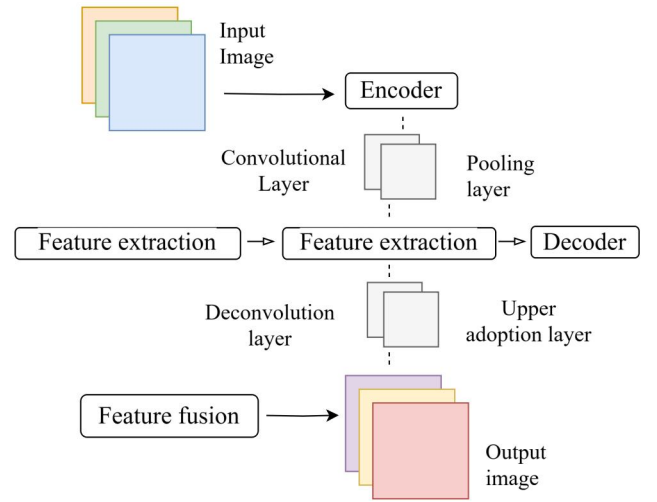 Input
Image
Encoder
Convolutional
Layer
Pooling
layer
Feature extraction
Feature extraction
Decoder
Deconvolution
layer
Upper
adoption layer
Feature fusion
Output
image